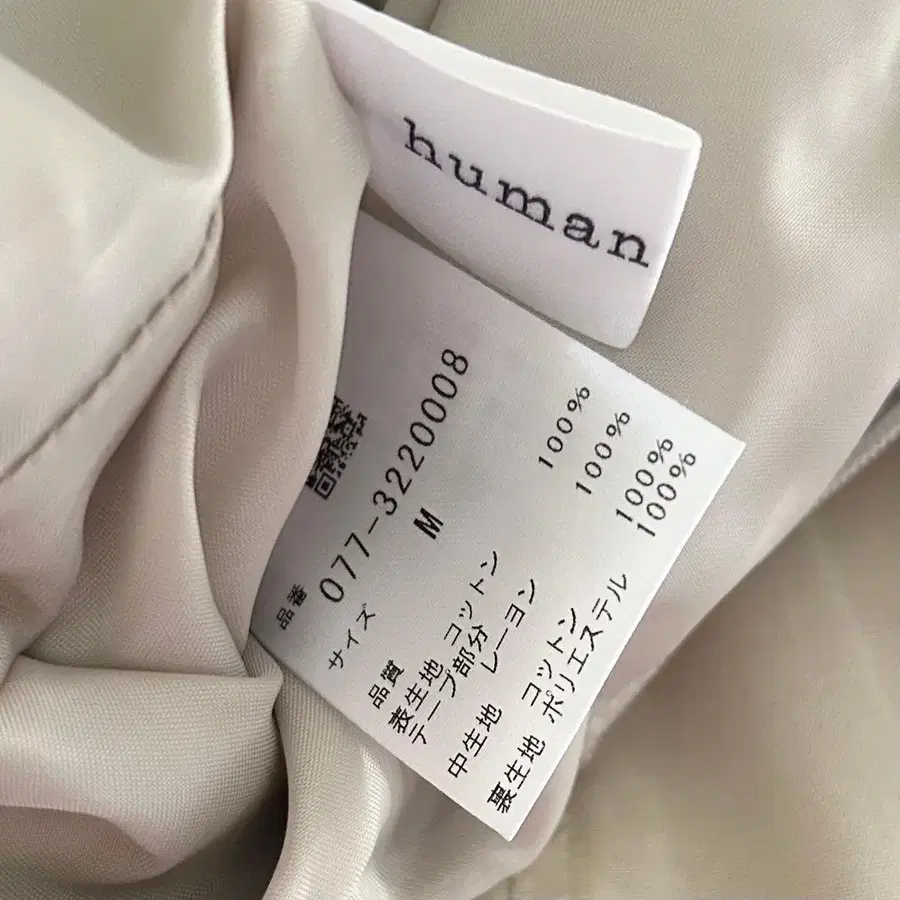 human
品番 077-3220008
サイズ M
品質
表生地 コットン 100%
テープ部分
レーヨン 100%
中生地 コットン 100%
裏生地 ポリエステル 100%